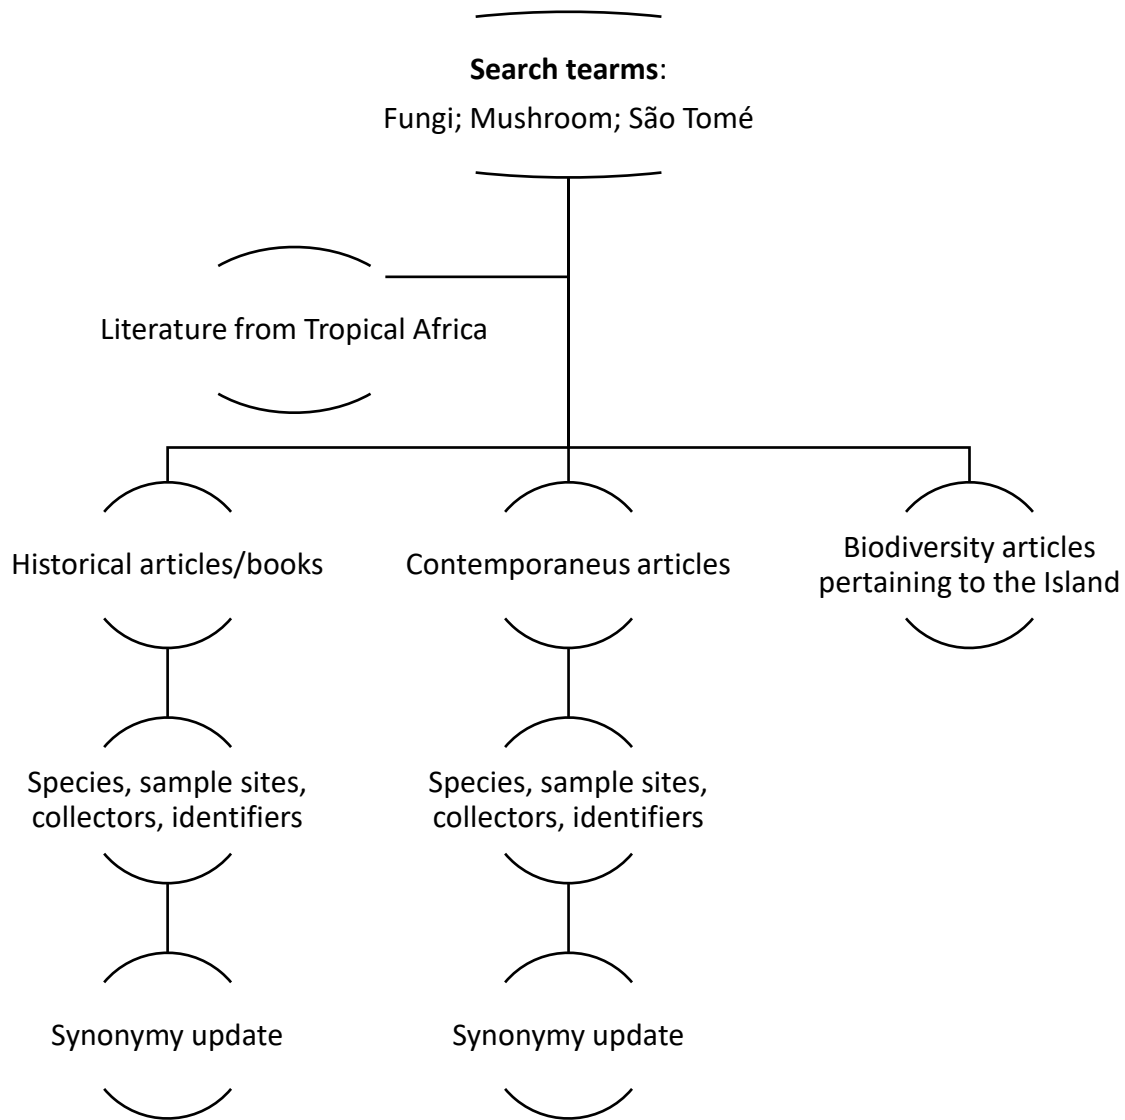 Search tearms:
Fungi; Mushroom; São Tomé
Literature from Tropical Africa
Historical articles/books
Contemporaneus articles
Biodiversity articles
pertaining to the Island
Species, sample sites,
collectors, identifiers
Species, sample sites,
collectors, identifiers
Synonymy update
Synonymy update